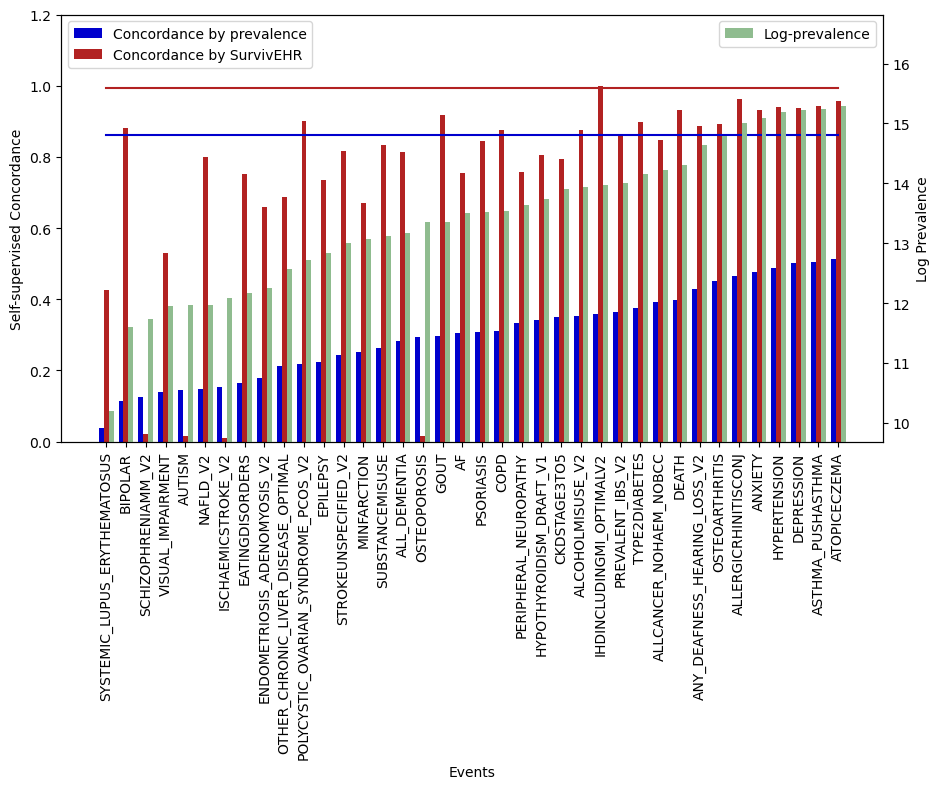 Concordance by prevalence
Concordance by SurvivEHR
Log-prevalence
Self-supervised Concordance
1.2
1.0
0.8
0.6
0.4
0.2
0.0
Log Prevalence
16
15
14
13
12
11
10
SYSTEMIC_LUPUS_ERYTHEMATOSUS
BIPOLAR
SCHIZOPHRENIAMM_V2
VISUAL_IMPAIRMENT
AUTISM
NAFLD_V2
ISCHAEMICSTROKE_V2
EATINGDISORDERS
ENDOMETRIOSIS_ADENOMYOSIS_V2
OTHER_CHRONIC_LIVER_DISEASE_OPTIMAL
POLYCYSTIC_OVARIAN_SYNDROME_PCOS_V2
EPILEPSY
STROKEUNSPECIFIED_V2
MINFARCTION
SUBSTANCEMISUSE
ALL_DEMENTIA
OSTEOPOROSIS
GOUT
AF
PSORIASIS
COPD
PERIPHERAL_NEUROPATHY
HYPOTHYROIDISM_DRAFT_V1
CKDSTAGE3TO5
ALCOHOLMISUSE_V2
IHDINCLUDINGMI_OPTIMALV2
PREVALENT_IBS_V2
TYPE2DIABETES
ALLCANCER_NOHAEM_NOBCC
DEATH
ANY_DEAFNESS_HEARING_LOSS_V2
OSTEOARTHRITIS
ALLERGICRHINITISCONJ
ANXIETY
HYPERTENSION
DEPRESSION
ASTHMA_PUSHASTHMA
ATOPICECZEMA
Events